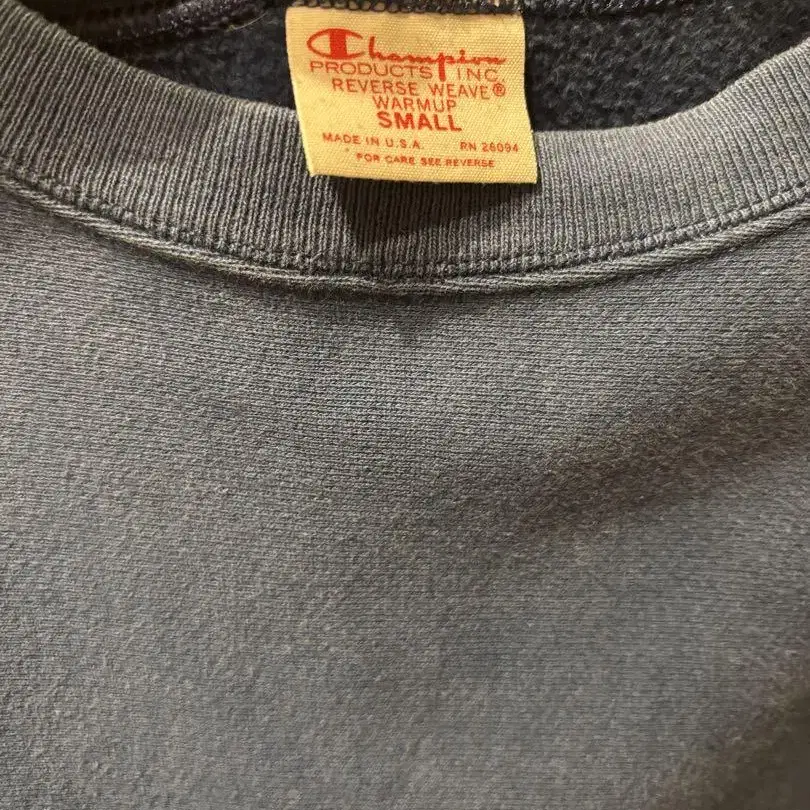 Champion
PRODUCTS INC.
REVERSE WEAVE®
WARMUP
SMALL
MADE IN U.S.A. RN 26094
FOR CARE SEE REVERSE